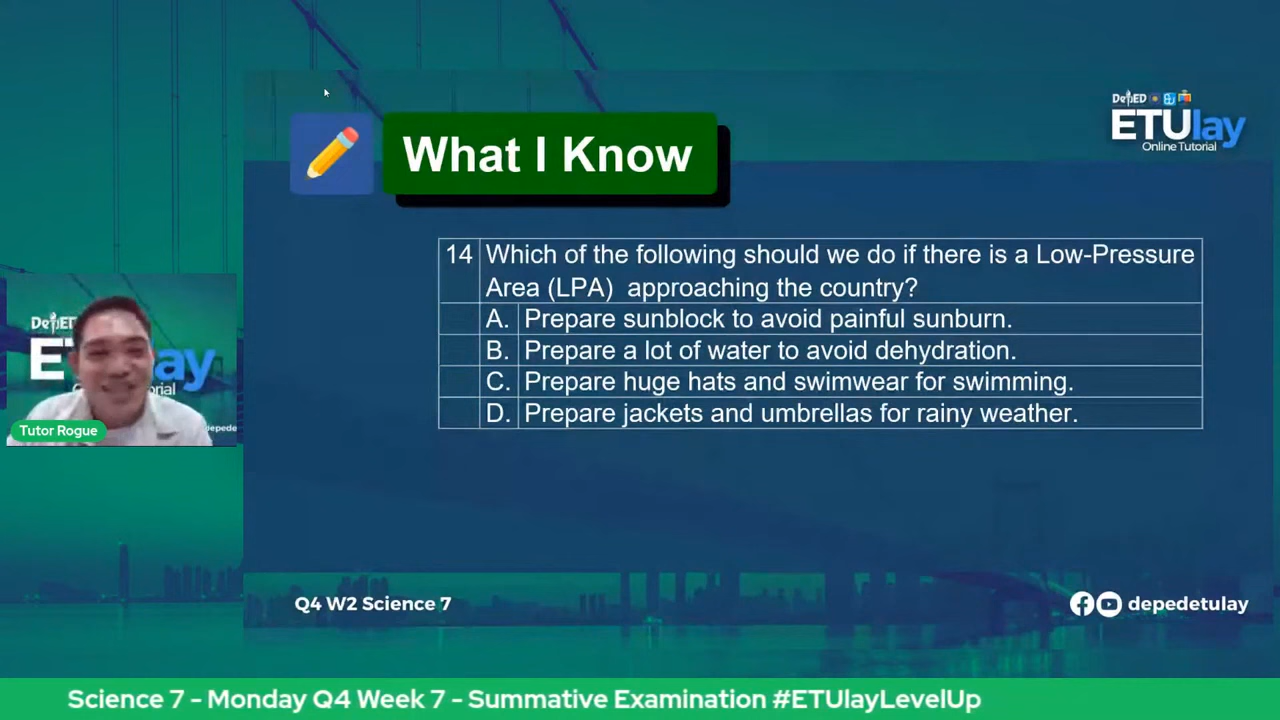 DepED
ETUlay
Online Tutorial
What I Know
14 Which of the following should we do if there is a Low-Pressure
Area (LPA) approaching the country?
A. Prepare sunblock to avoid painful sunburn.
B. Prepare a lot of water to avoid dehydration.
C. Prepare huge hats and swimwear for swimming.
D. Prepare jackets and umbrellas for rainy weather.
Tutor Rogue
depede
Q4 W2 Science 7
depedetulay
Science 7 - Monday Q4 Week 7 - Summative Examination #ETUlayLevelUp